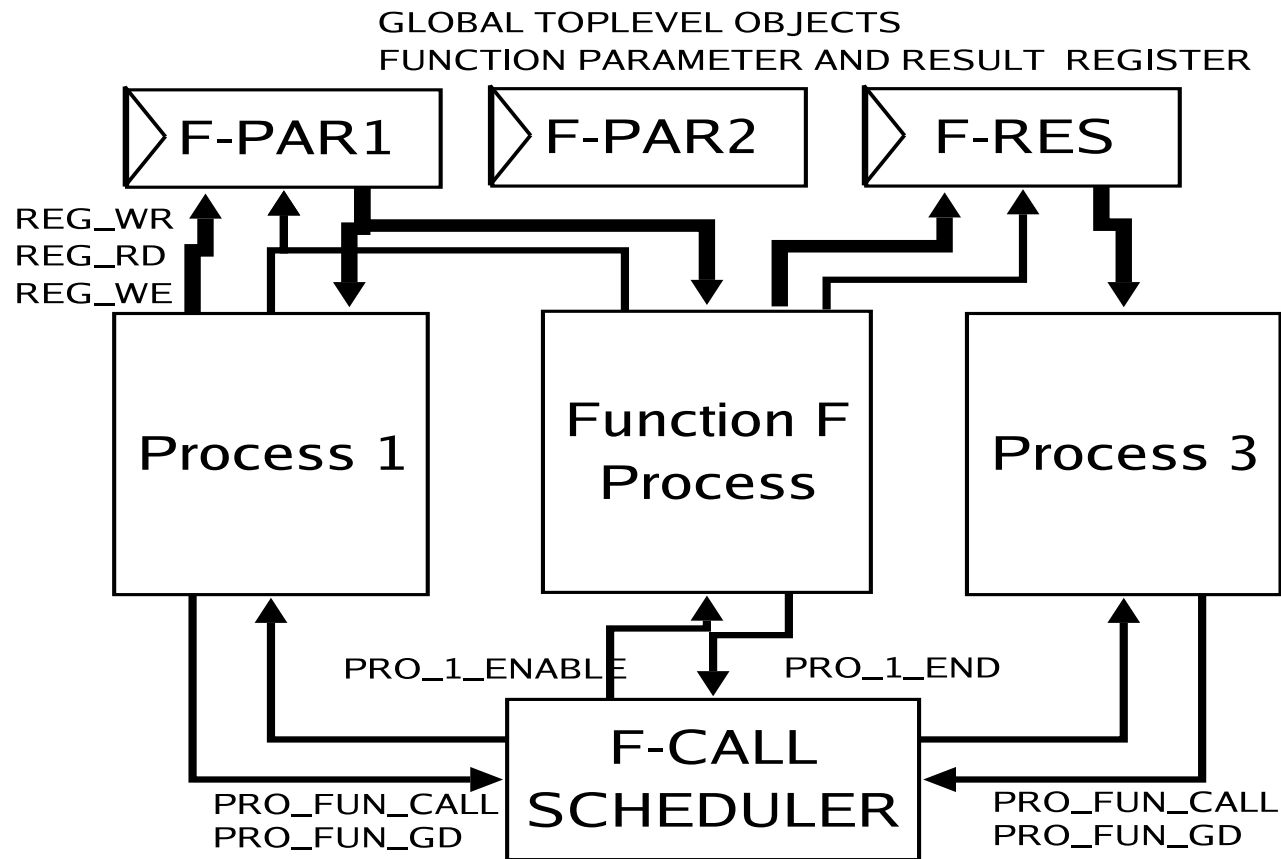 GLOBAL TOPLEVEL OBJECTS
FUNCTION PARAMETER AND RESULT REGISTER
F-PAR1
F-PAR2
F-RES
REG_WR
REG_RD
REG_WE
Process 1
Function F
Process
Process 3
PRO_1_ENABLE
PRO_1_END
F-CALL
SCHEDULER
PRO_FUN_CALL
PRO_FUN_GD
PRO_FUN_CALL
PRO_FUN_GD